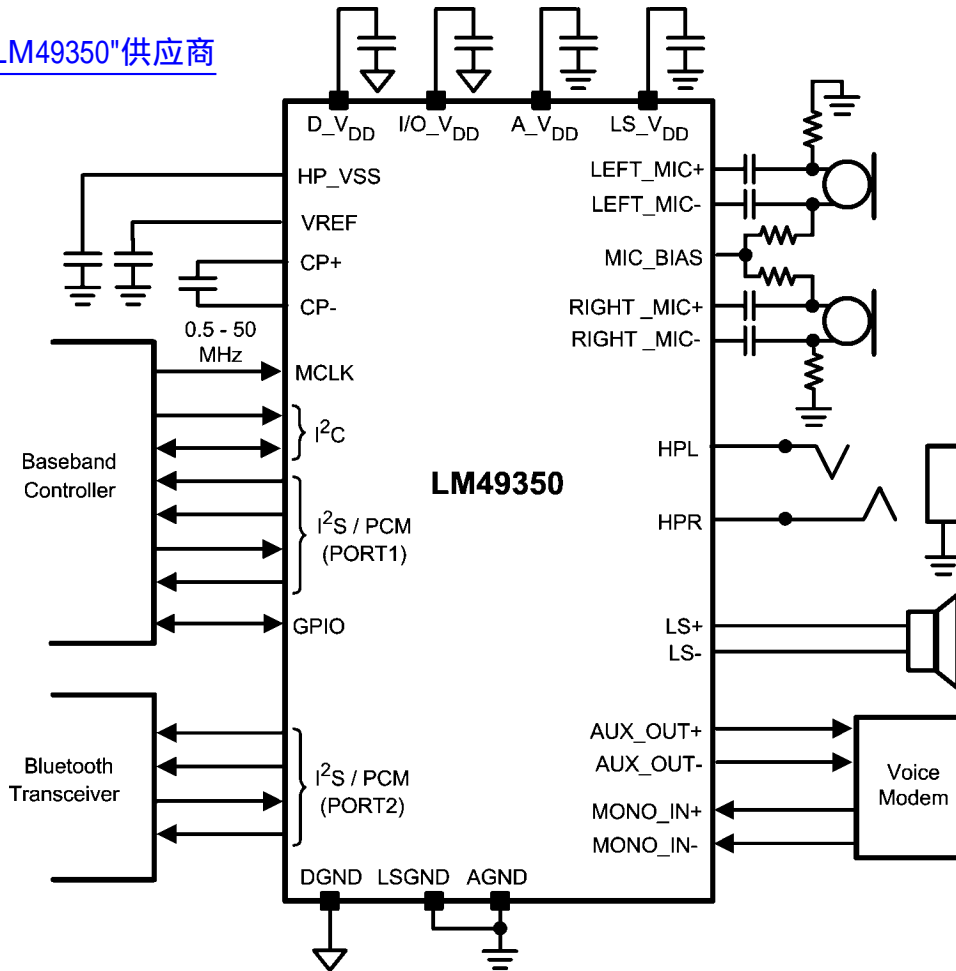 LM49350"供应商
D_VDD
I/O_VDD
A_VDD
LS_VDD
HP_VSS
VREF
CP+
CP-
0.5 - 50
MHz
MCLK
I²C
I²S / PCM
(PORT1)
GPIO
I²S / PCM
(PORT2)
Baseband
Controller
Bluetooth
Transceiver
LM49350
LEFT_MIC+
LEFT_MIC-
MIC_BIAS
RIGHT _MIC+
RIGHT _MIC-
HPL
HPR
LS+
LS-
AUX_OUT+
AUX_OUT-
MONO_IN+
MONO_IN-
Voice
Modem
DGND
LSGND
AGND